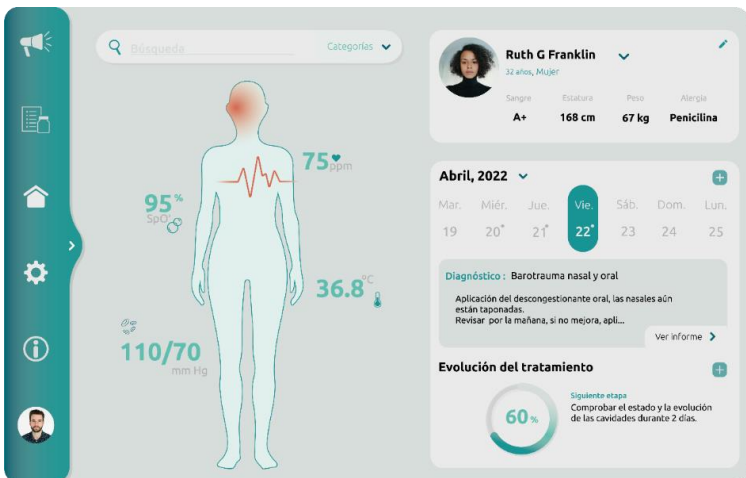 Búsqueda
Categorías
75 ppm
95 %
SpO²
36.8 °C
110/70
mm Hg
Ruth G Franklin
32 años, Mujer
Sangre Estatura Peso Alergia
A+ 168 cm 67 kg Penicilina
Abril, 2022
Mar. Miér. Jue. Vie. Sáb. Dom. Lun.
19 20* 21* 22* 23 24 25
Diagnóstico : Barotrauma nasal y oral
Aplicación del descongestionante oral, las nasales aún
están taponadas.
Revisar por la mañana, si no mejora, apli...
Ver informe
Evolución del tratamiento
60 %
Siguiente etapa
Comprobar el estado y la evolución
de las cavidades durante 2 días.